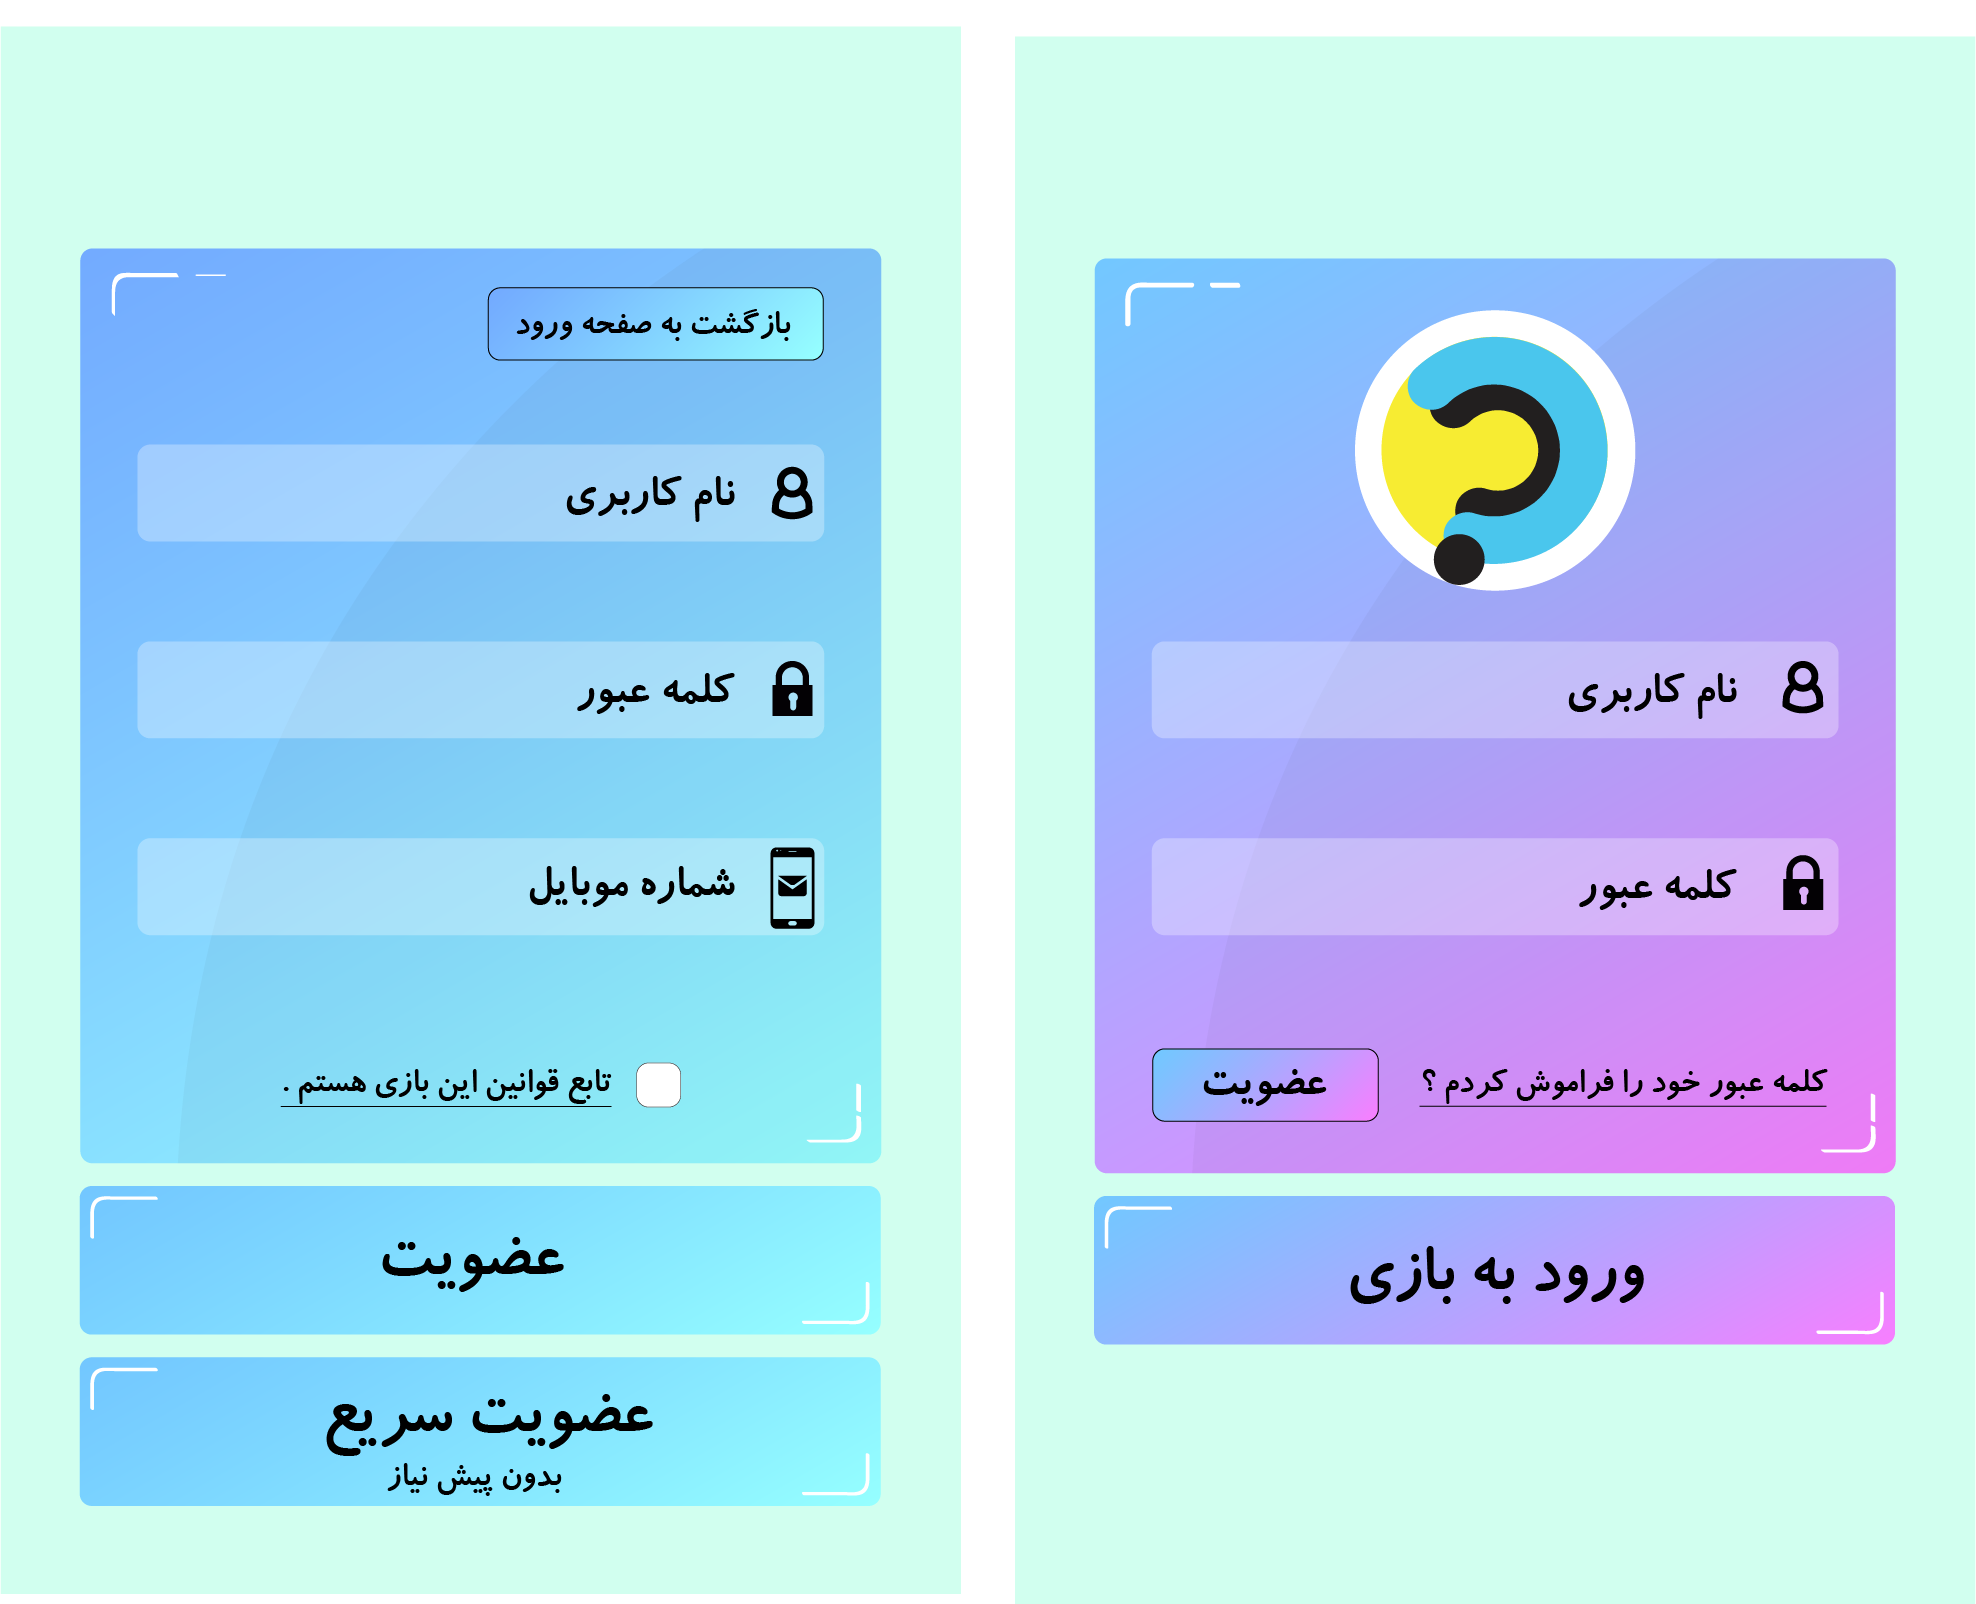 بازگشت به صفحه ورود
نام کاربری
کلمه عبور
شماره موبایل
تابع قوانین این بازی هستم .
عضویت
عضویت سریع
بدون پیش نیاز
نام کاربری
کلمه عبور
کلمه عبور خود را فراموش کردم ؟
عضویت
ورود به بازی